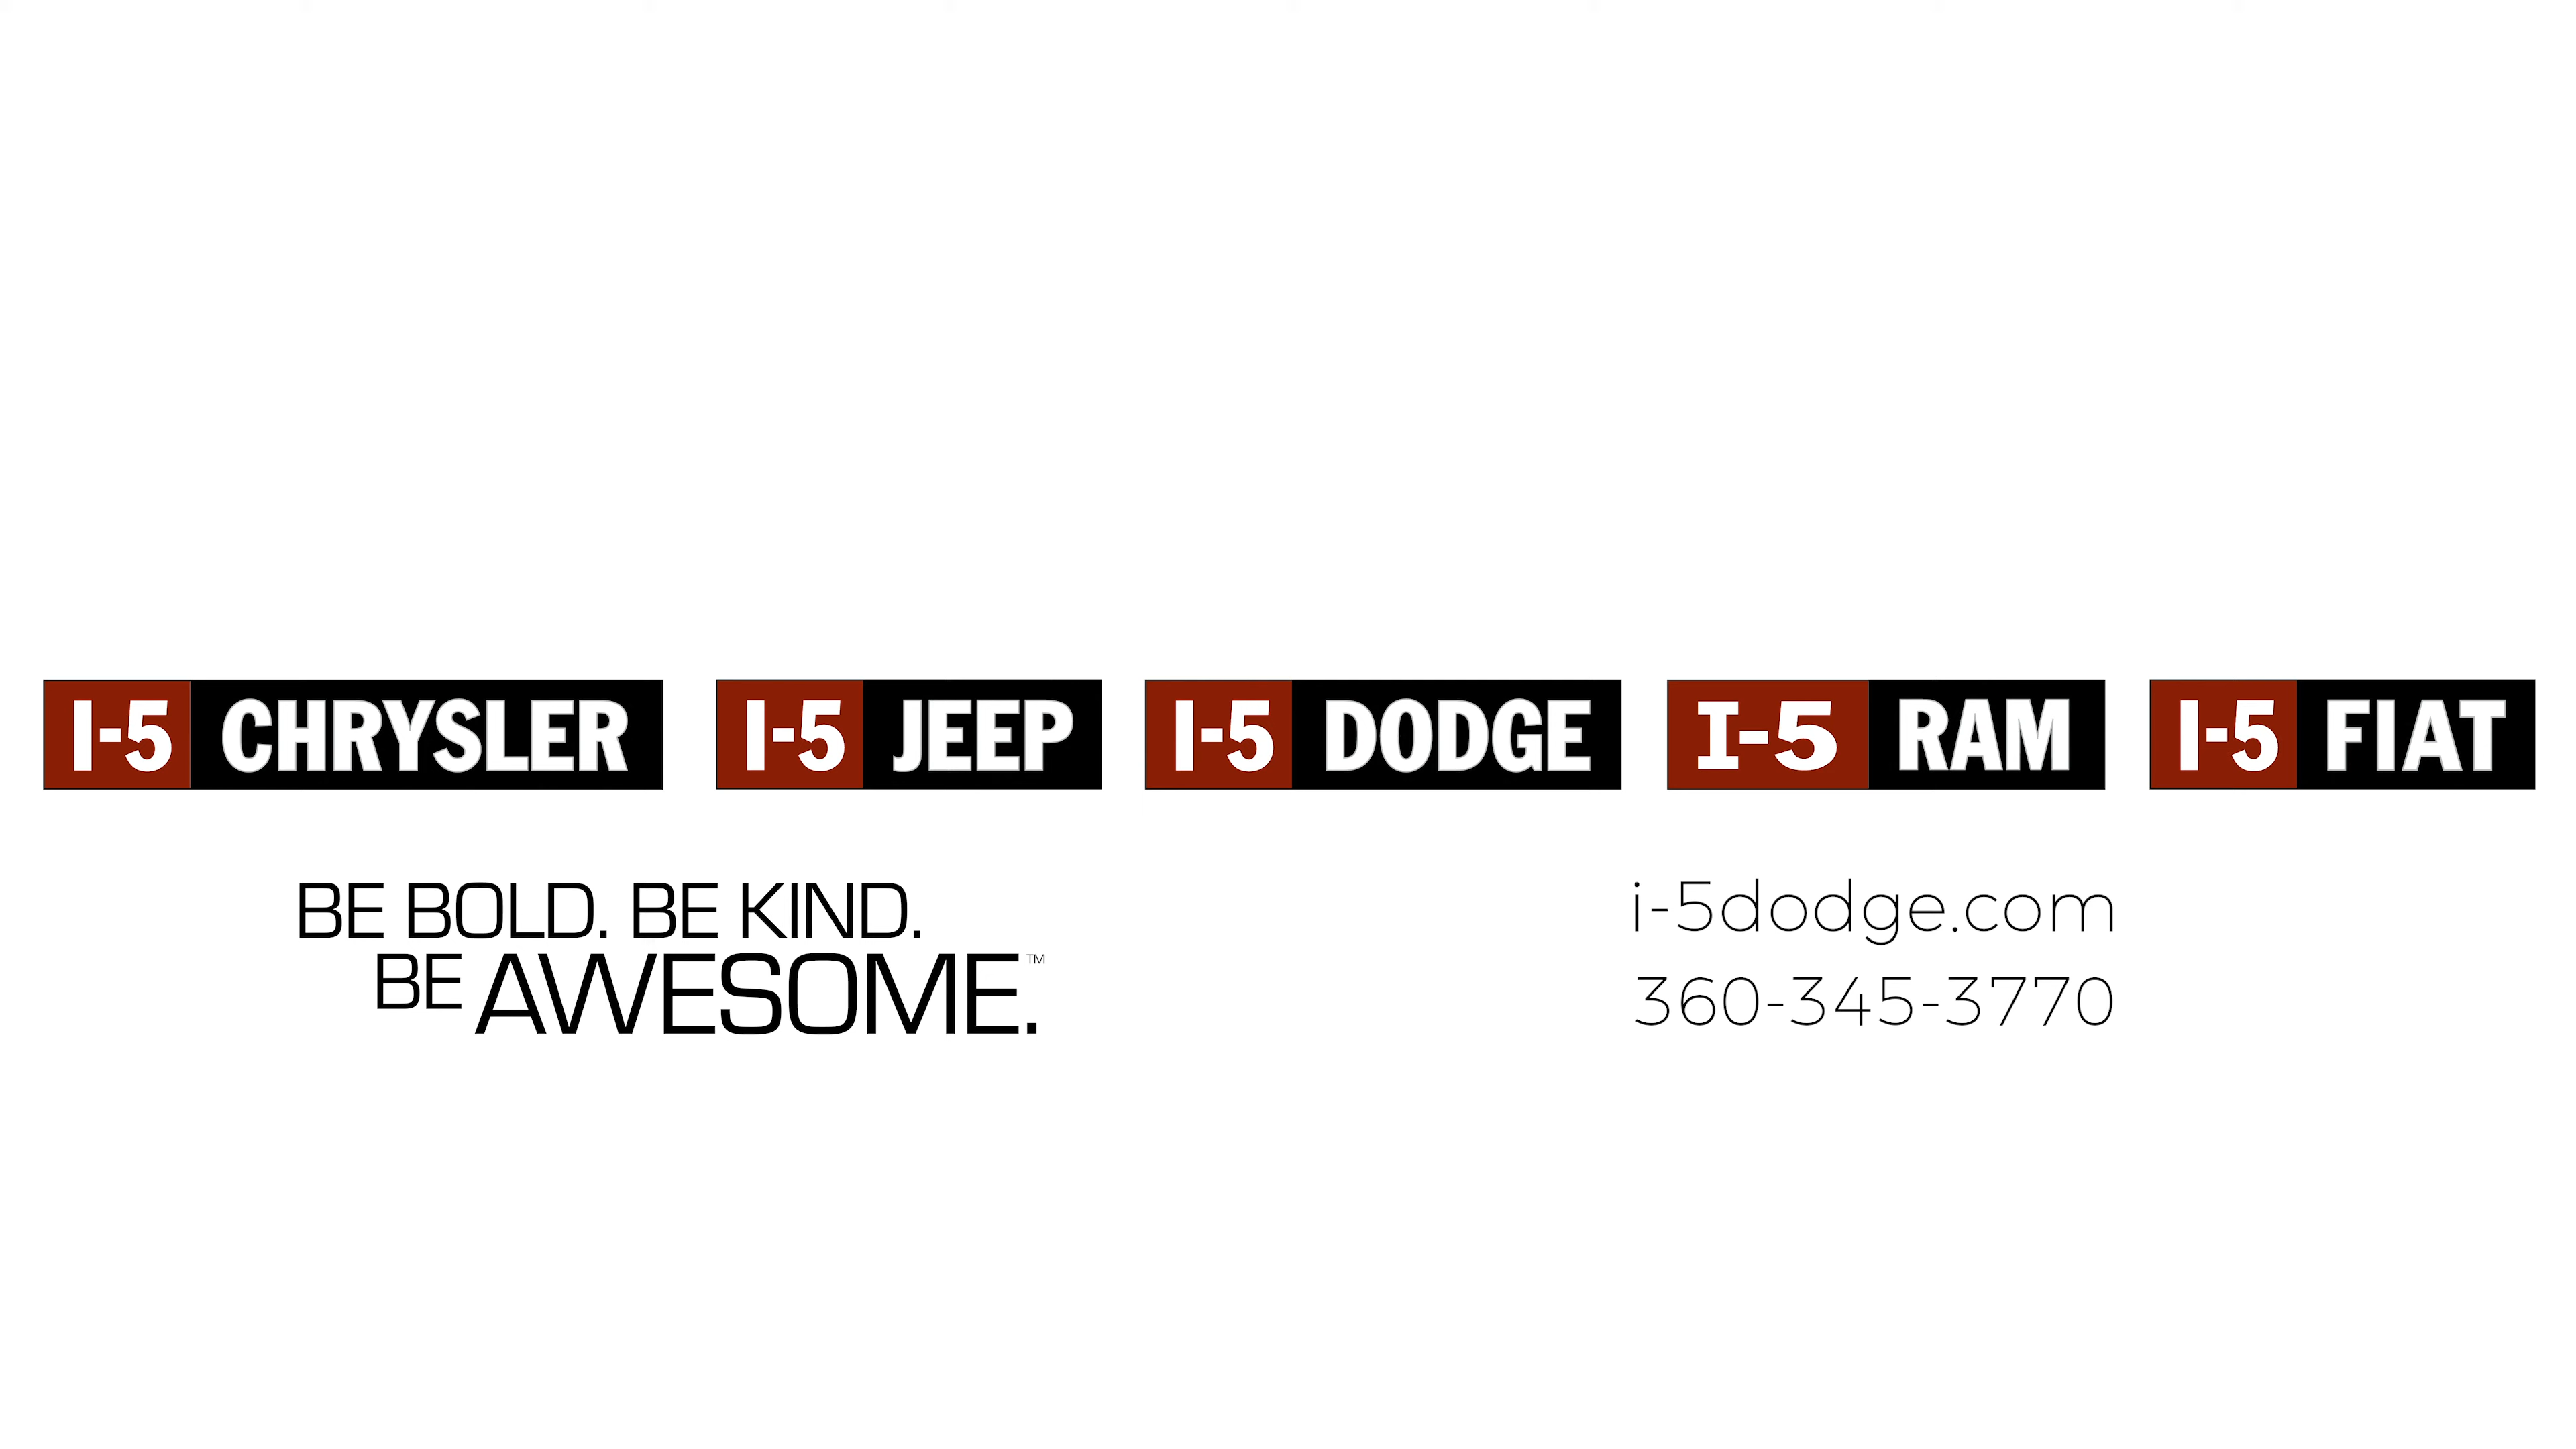 I-5 CHRYSLER I-5 JEEP I-5 DODGE I-5 RAM I-5 FIAT
BE BOLD. BE KIND.
BE AWESOME.™
i-5dodge.com
360-345-3770